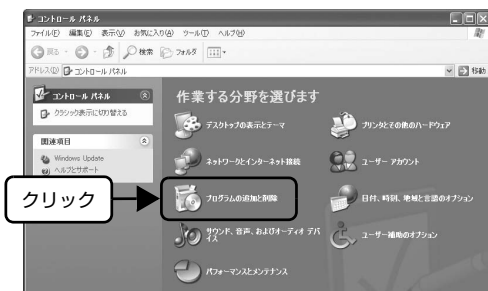 コントロール パネル
ファイル(F) 編集(E) 表示(V) お気に入り(A) ツール(T) ヘルプ(H)
戻る 検索 フォルダ
アドレス(D) コントロール パネル 移動
コントロール パネル
クラシック表示に切り替える
関連項目
Windows Update
ヘルプとサポート
作業する分野を選びます
デスクトップの表示とテーマ
プリンタとその他のハードウェア
ネットワークとインターネット接続
ユーザー アカウント
クリック
プログラムの追加と削除
日付、時刻、地域と言語のオプション
サウンド、音声、およびオーディオ デバ
イス
ユーザー補助のオプション
パフォーマンスとメンテナンス